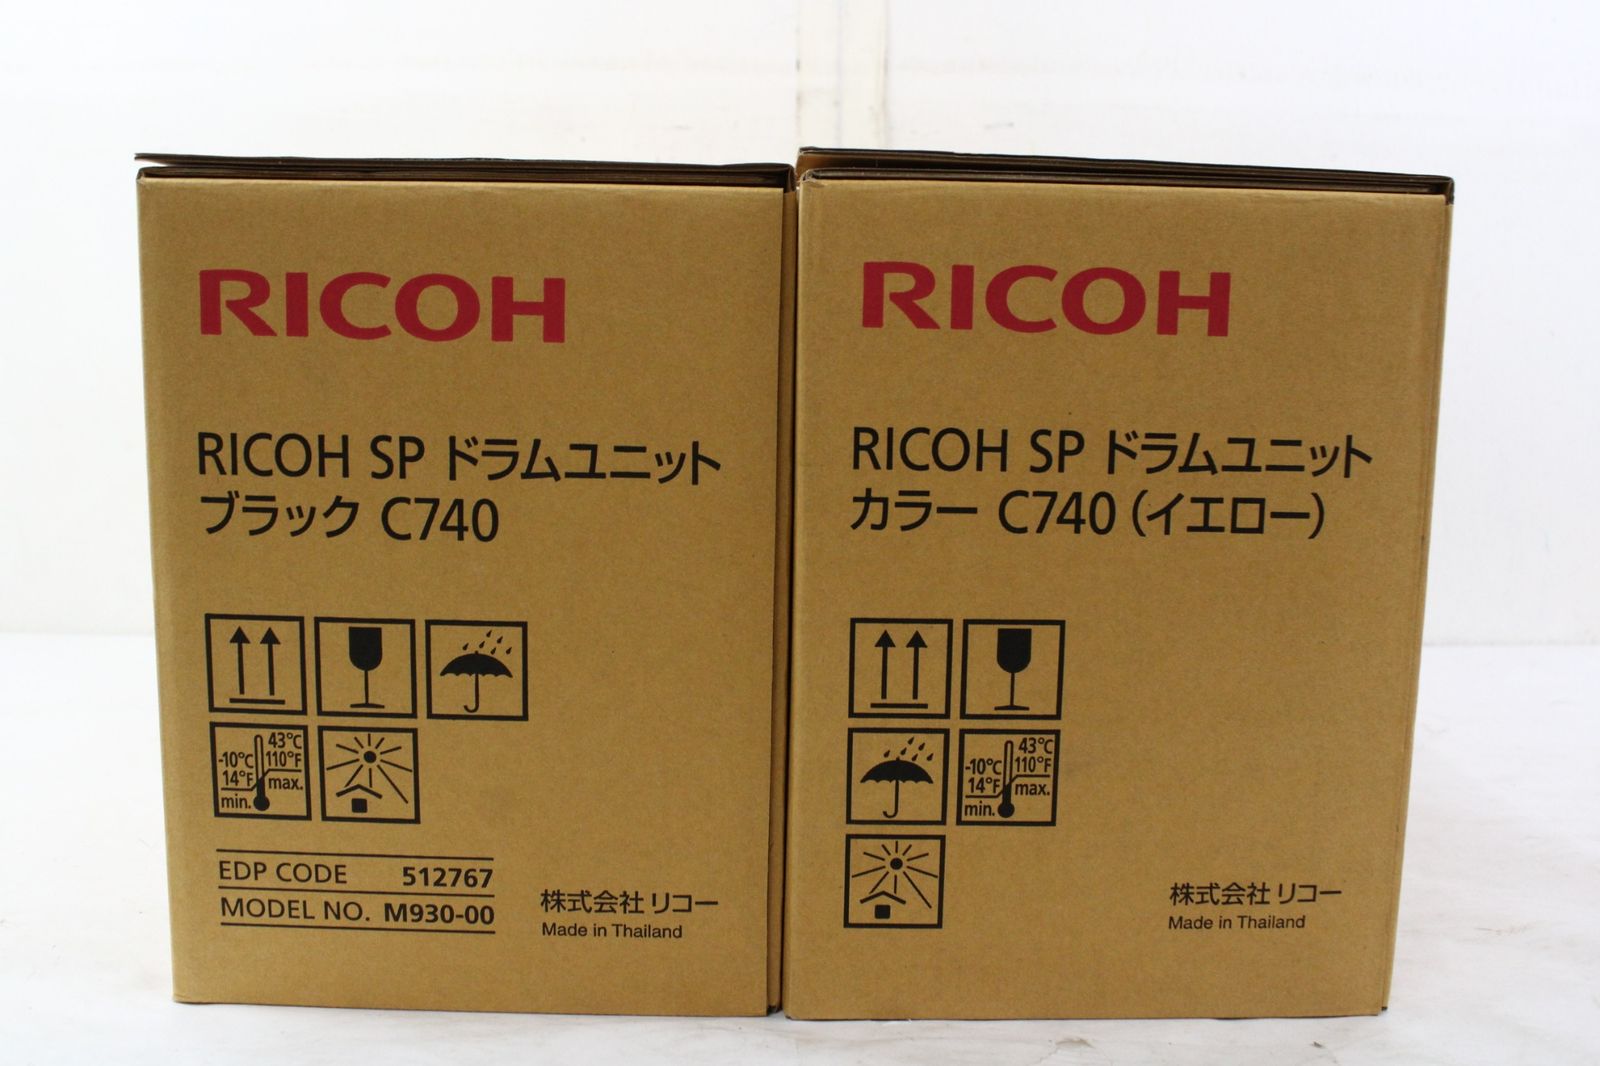 RICOH
RICOH SP ドラムユニット
ブラック C740
-10°C
14°F
min.
43°C
110°F
max.
EDP CODE 512767
MODEL NO. M930-00
株式会社 リコー
Made in Thailand
RICOH
RICOH SP ドラムユニット
カラー C740（イエロー）
-10°C
14°F
min.
43°C
110°F
max.
株式会社 リコー
Made in Thailand